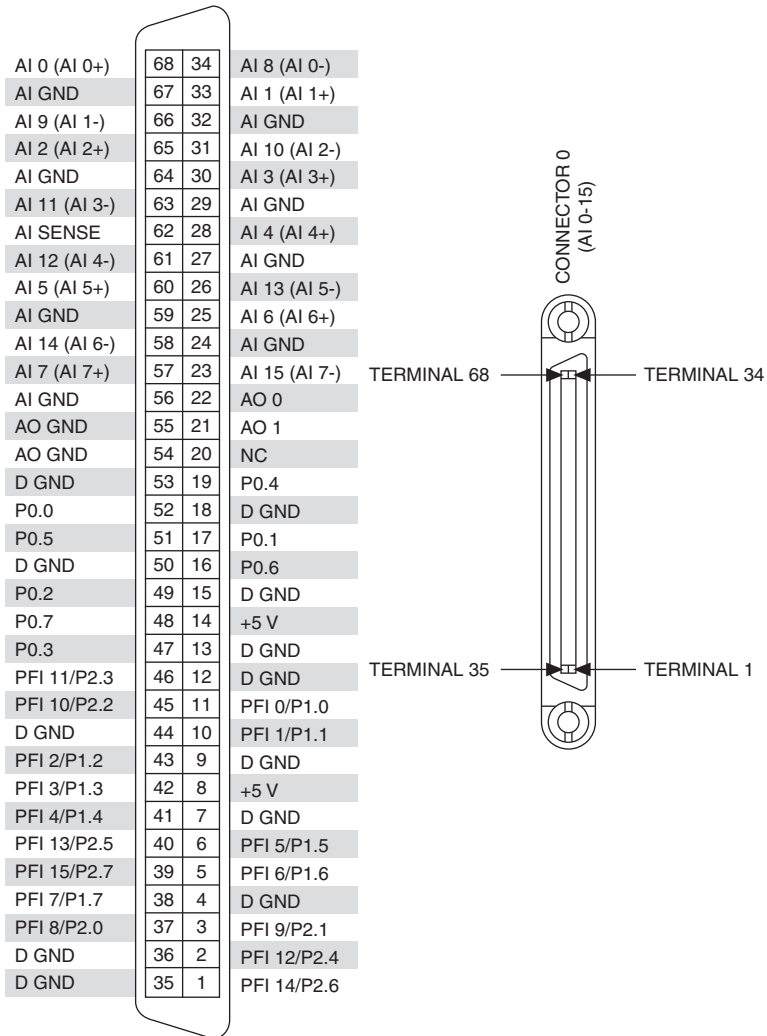 AI 0 (AI 0+) 68 34 AI 8 (AI 0-)
AI GND 67 33 AI 1 (AI 1+)
AI 9 (AI 1-) 66 32 AI GND
AI 2 (AI 2+) 65 31 AI 10 (AI 2-)
AI GND 64 30 AI 3 (AI 3+)
AI 11 (AI 3-) 63 29 AI GND
AI SENSE 62 28 AI 4 (AI 4+)
AI 12 (AI 4-) 61 27 AI GND
AI 5 (AI 5+) 60 26 AI 13 (AI 5-)
AI GND 59 25 AI 6 (AI 6+)
AI 14 (AI 6-) 58 24 AI GND
AI 7 (AI 7+) 57 23 AI 15 (AI 7-)
AI GND 56 22 AO 0
AO GND 55 21 AO 1
AO GND 54 20 NC
D GND 53 19 P0.4
P0.0 52 18 D GND
P0.5 51 17 P0.1
D GND 50 16 P0.6
P0.2 49 15 D GND
P0.7 48 14 +5 V
P0.3 47 13 D GND
PFI 11/P2.3 46 12 D GND
PFI 10/P2.2 45 11 PFI 0/P1.0
D GND 44 10 PFI 1/P1.1
PFI 2/P1.2 43 9 D GND
PFI 3/P1.3 42 8 +5 V
PFI 4/P1.4 41 7 D GND
PFI 13/P2.5 40 6 PFI 5/P1.5
PFI 15/P2.7 39 5 PFI 6/P1.6
PFI 7/P1.7 38 4 D GND
PFI 8/P2.0 37 3 PFI 9/P2.1
D GND 36 2 PFI 12/P2.4
D GND 35 1 PFI 14/P2.6
CONNECTOR 0
(AI 0-15)
TERMINAL 68 TERMINAL 34
TERMINAL 35 TERMINAL 1